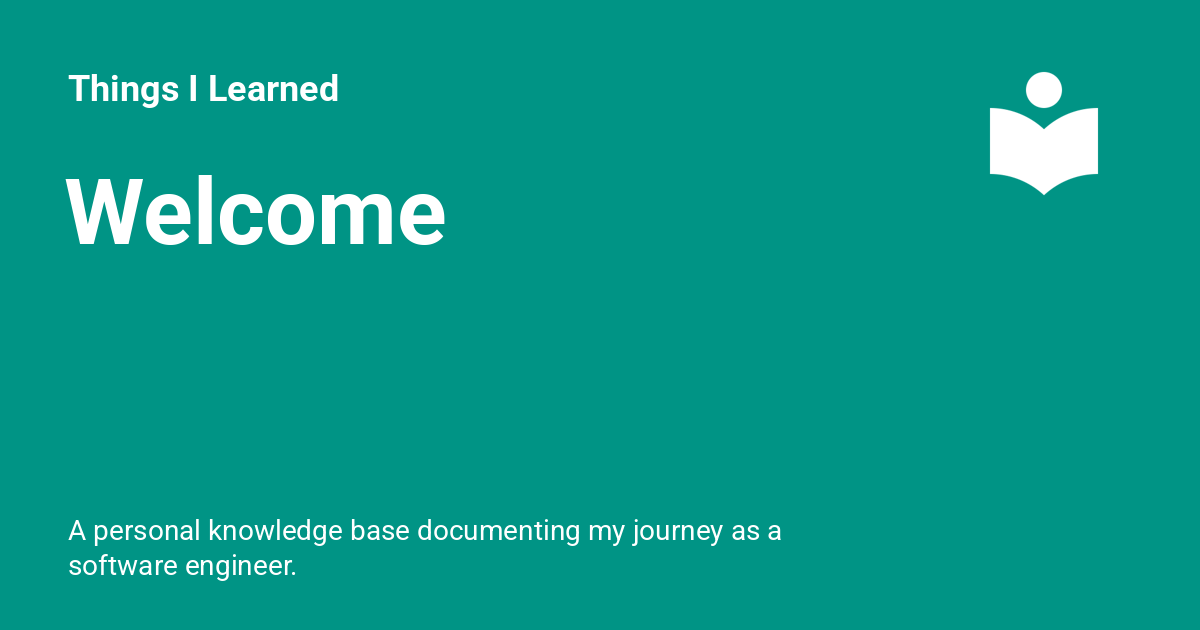 Things I Learned
Welcome
A personal knowledge base documenting my journey as a
software engineer.